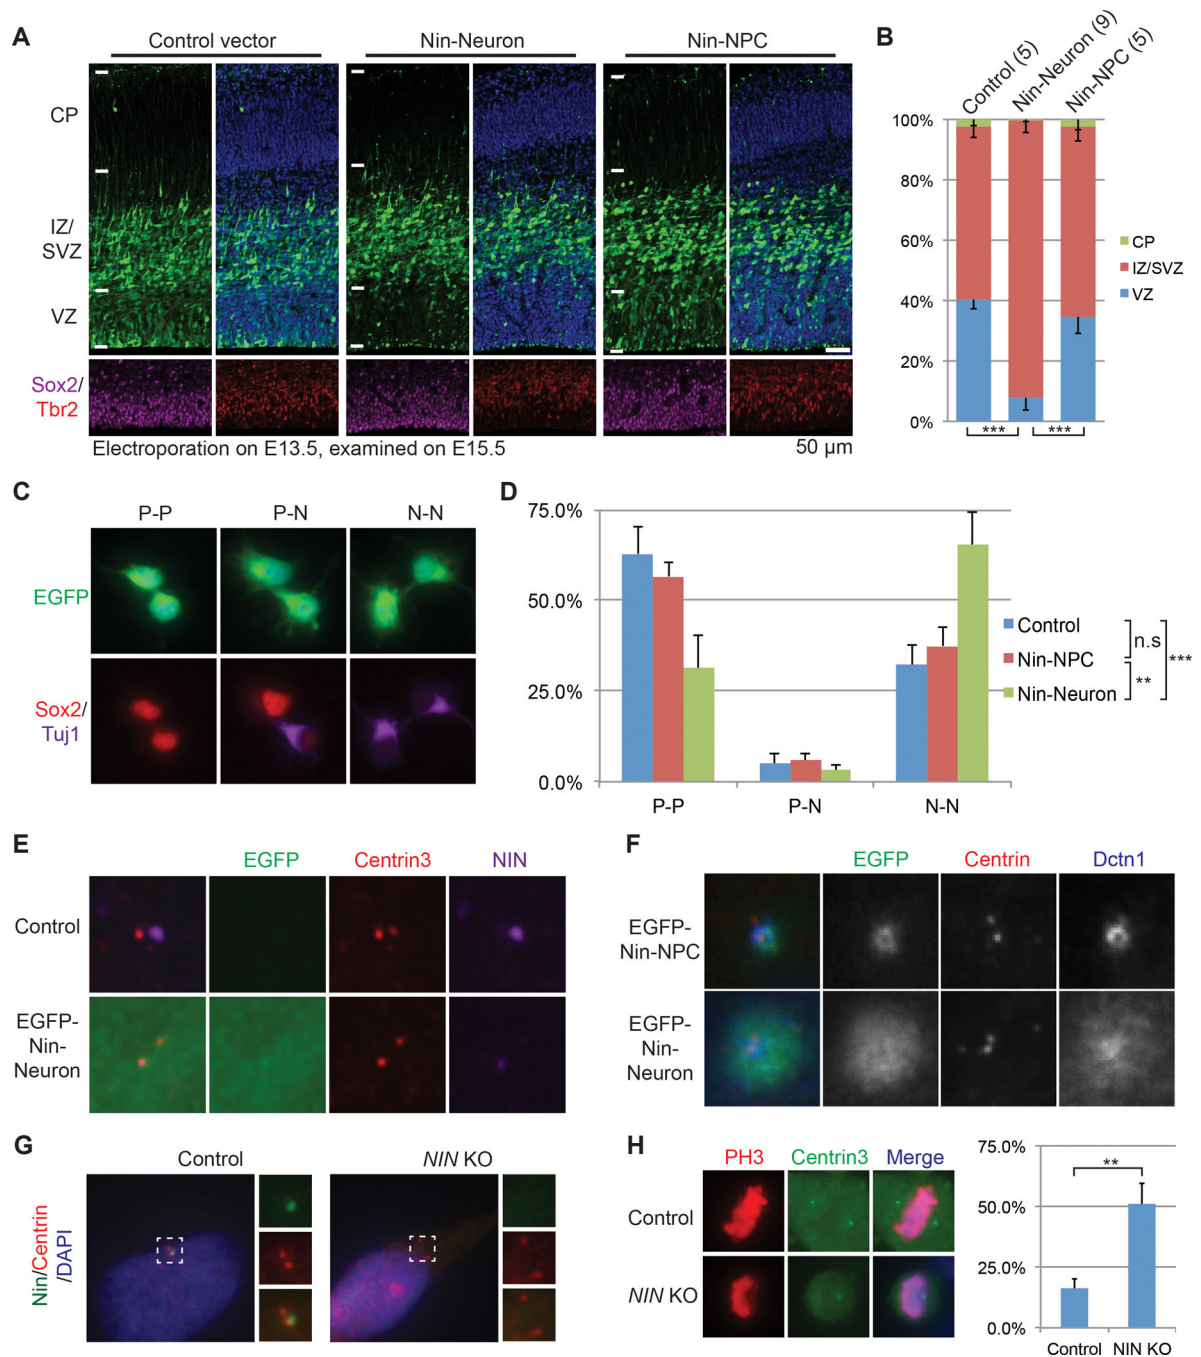 A
Control vector
Nin-Neuron
Nin-NPC
CP
IZ/
SVZ
VZ
Sox2/
Tbr2
Electroporation on E13.5, examined on E15.5
50 µm
B
Control (5)
Nin-Neuron (9)
Nin-NPC (5)
100%
80%
60%
40%
20%
0%
CP
IZ/SVZ
VZ
***
***
C
P-P
P-N
N-N
EGFP
Sox2/
Tuj1
D
75.0%
50.0%
25.0%
0.0%
P-P
P-N
N-N
Control
Nin-NPC
Nin-Neuron
n.s
**
***
E
EGFP
Centrin3
NIN
Control
EGFP-
Nin-
Neuron
F
EGFP
Centrin
Dctn1
EGFP-
Nin-NPC
EGFP-
Nin-
Neuron
G
Control
NIN KO
Nin/Centrin
/DAPI
H
PH3
Centrin3
Merge
Control
NIN KO
75.0%
50.0%
25.0%
0.0%
**
Control
NIN KO